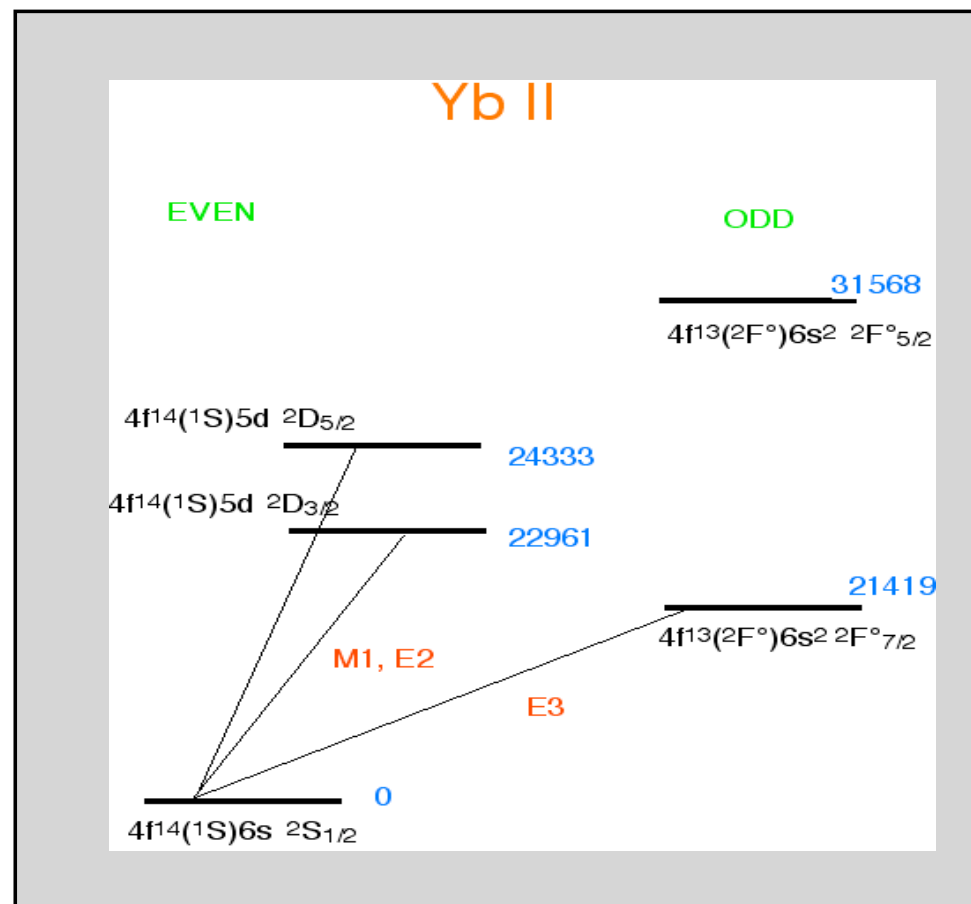 Yb II
EVEN
ODD
31568
4f¹³(²F°)6s² ²F°₅/₂
4f¹⁴(¹S)5d ²D₅/₂
24333
4f¹⁴(¹S)5d ²D₃/₂
22961
21419
4f¹³(²F°)6s² ²F°₇/₂
M1, E2
E3
0
4f¹⁴(¹S)6s ²S₁/₂